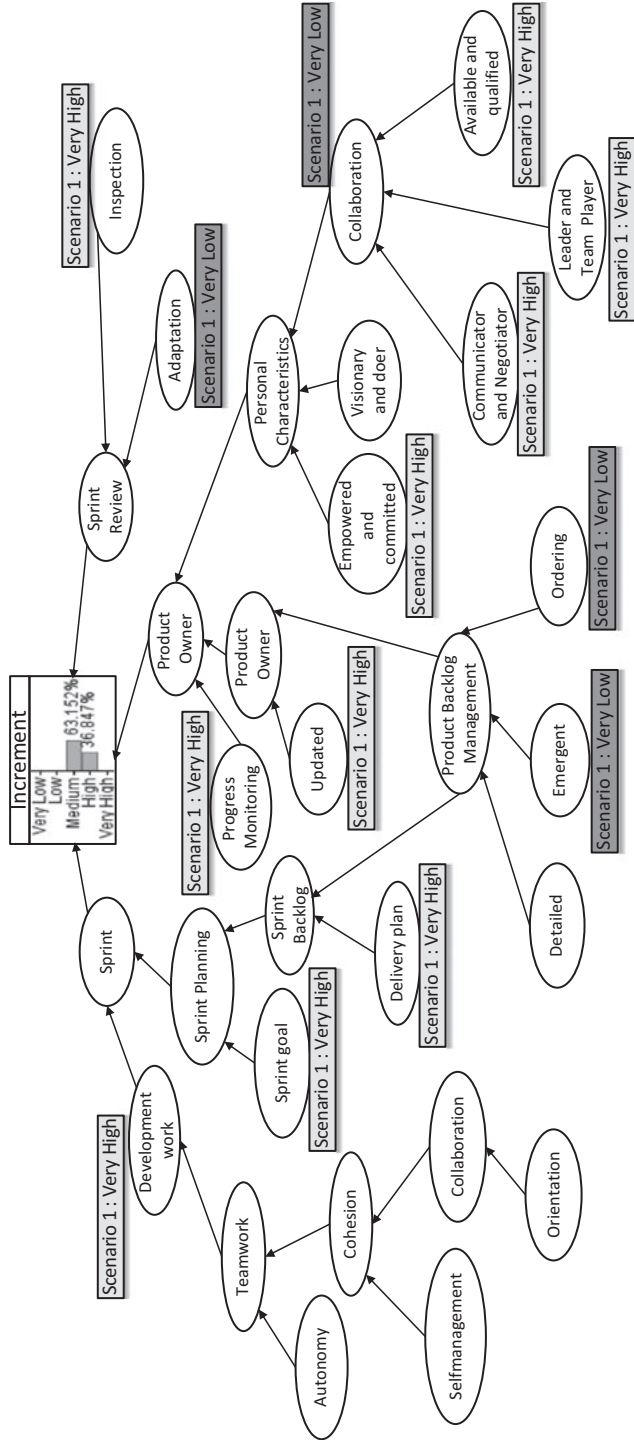 Increment
Very Low
Low
Medium
High
Very High
63.152%
36.847%
Scenario 1 : Very High
Inspection
Adaptation
Scenario 1 : Very Low
Sprint
Review
Sprint
Product
Owner
Scenario 1 : Very High
Development
work
Sprint Planning
Scenario 1 : Very High
Progress
Monitoring
Product
Owner
Personal
Characteristics
Scenario 1 : Very Low
Collaboration
Teamwork
Sprint goal
Scenario 1 : Very High
Sprint
Backlog
Updated
Scenario 1 : Very High
Empowered
and
committed
Scenario 1 : Very High
Visionary
and doer
Autonomy
Cohesion
Delivery plan
Scenario 1 : Very High
Product Backlog
Management
Communicator
and Negotiator
Scenario 1 : Very High
Leader and
Team Player
Scenario 1 : Very High
Available and
qualified
Scenario 1 : Very High
Selfmanagement
Collaboration
Orientation
Detailed
Emergent
Scenario 1 : Very Low
Ordering
Scenario 1 : Very Low